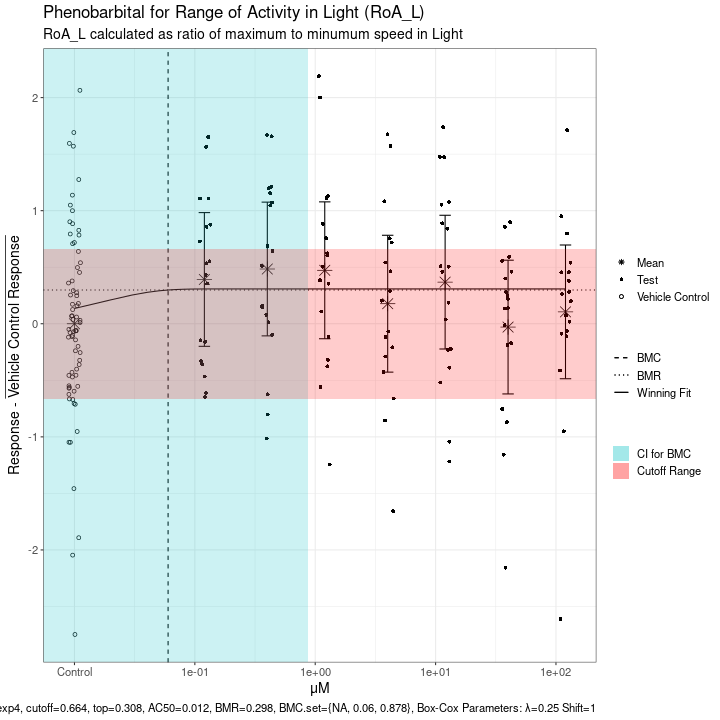 Phenobarbital for Range of Activity in Light (RoA_L)
RoA_L calculated as ratio of maximum to minumum speed in Light
Response - Vehicle Control Response
2
1
0
-1
-2
Control
1e-01
1e+00
1e+01
1e+02
μM
Mean
Test
Vehicle Control
BMC
BMR
Winning Fit
CI for BMC
Cutoff Range
exp4, cutoff=0.664, top=0.308, AC50=0.012, BMR=0.298, BMC.set={NA, 0.06, 0.878}, Box-Cox Parameters: λ=0.25 Shift=1